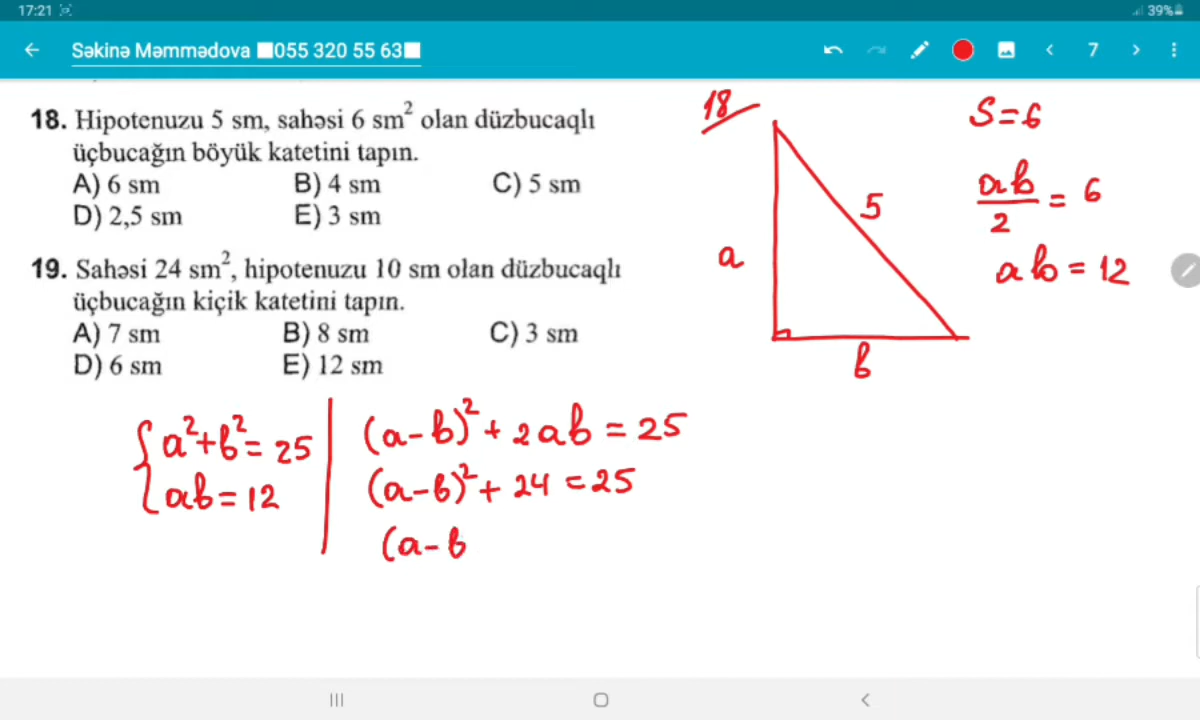 17:21
39%
Səkinə Məmmədova 055 320 55 63
7
18. Hipotenuzu 5 sm, sahəsi 6 sm² olan düzbucaqlı
üçbucağın böyük katetini tapın.
A) 6 sm B) 4 sm C) 5 sm
D) 2,5 sm E) 3 sm
19. Sahəsi 24 sm², hipotenuzu 10 sm olan düzbucaqlı
üçbucağın kiçik katetini tapın.
A) 7 sm B) 8 sm C) 3 sm
D) 6 sm E) 12 sm
18
a
5
b
S=6
ab/2 = 6
ab = 12
{a²+b²=25
ab=12
(a-b)²+2ab=25
(a-b)²+24=25
(a-b